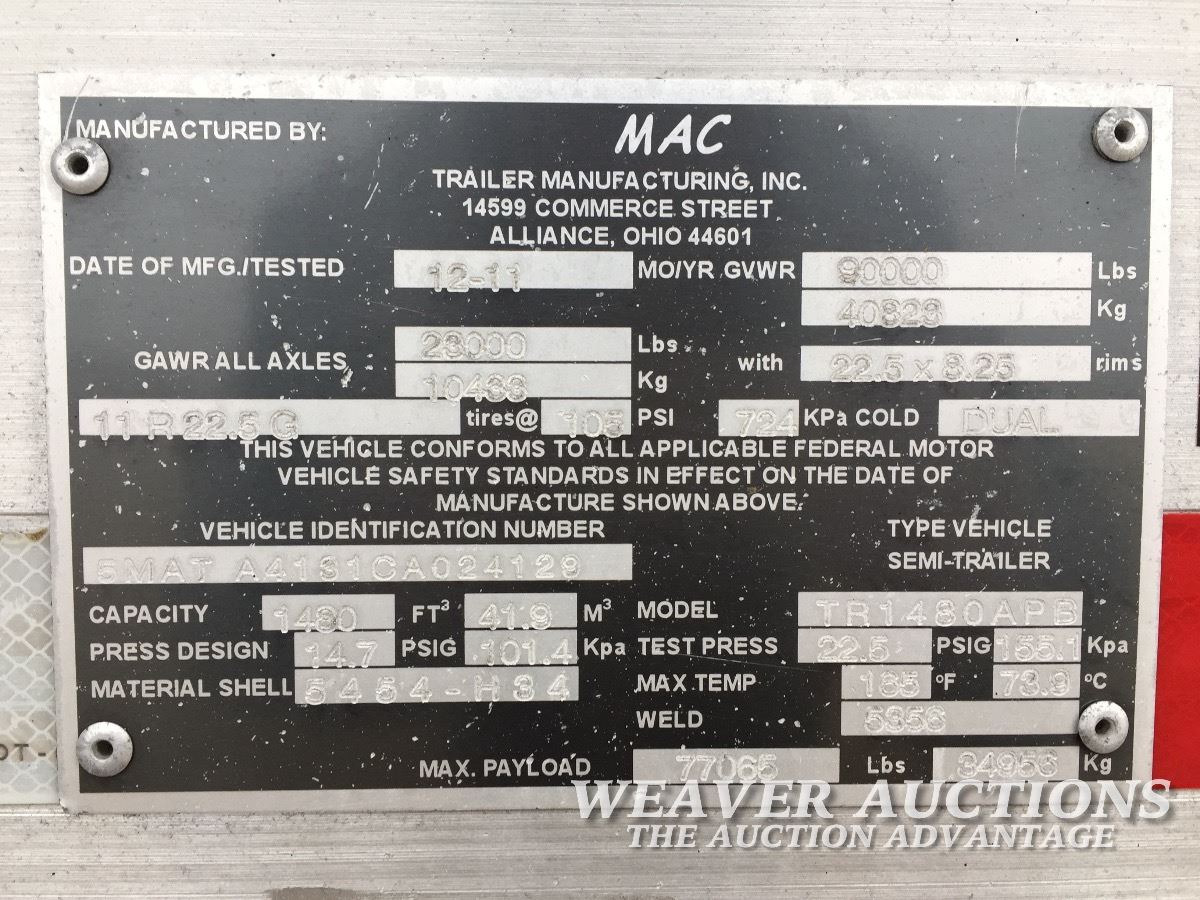 MANUFACTURED BY: MAC
TRAILER MANUFACTURING, INC.
14599 COMMERCE STREET
ALLIANCE, OHIO 44601
DATE OF MFG./TESTED 12-11 MO/YR GVWR 90000 Lbs
40823 Kg
GAWR ALL AXLES 23000 Lbs with 22.5 x 8.25 rims
10433 Kg
11 R 22.5 G tires@ 105 PSI 724 KPa COLD DUAL
THIS VEHICLE CONFORMS TO ALL APPLICABLE FEDERAL MOTOR
VEHICLE SAFETY STANDARDS IN EFFECT ON THE DATE OF
MANUFACTURE SHOWN ABOVE.
VEHICLE IDENTIFICATION NUMBER TYPE VEHICLE
5MAT A4131CA024129 SEMI-TRAILER
CAPACITY 1480 FT³ 41.9 M³ MODEL TR1480APB
PRESS DESIGN 14.7 PSIG 101.4 Kpa TEST PRESS 22.5 PSIG 155.1 Kpa
MATERIAL SHELL 5454-H34 MAX TEMP 165 °F 73.9 °C
WELD 5356
MAX. PAYLOAD 77065 Lbs 34956 Kg
OT-
WEAVER AUCTIONS
THE AUCTION ADVANTAGE